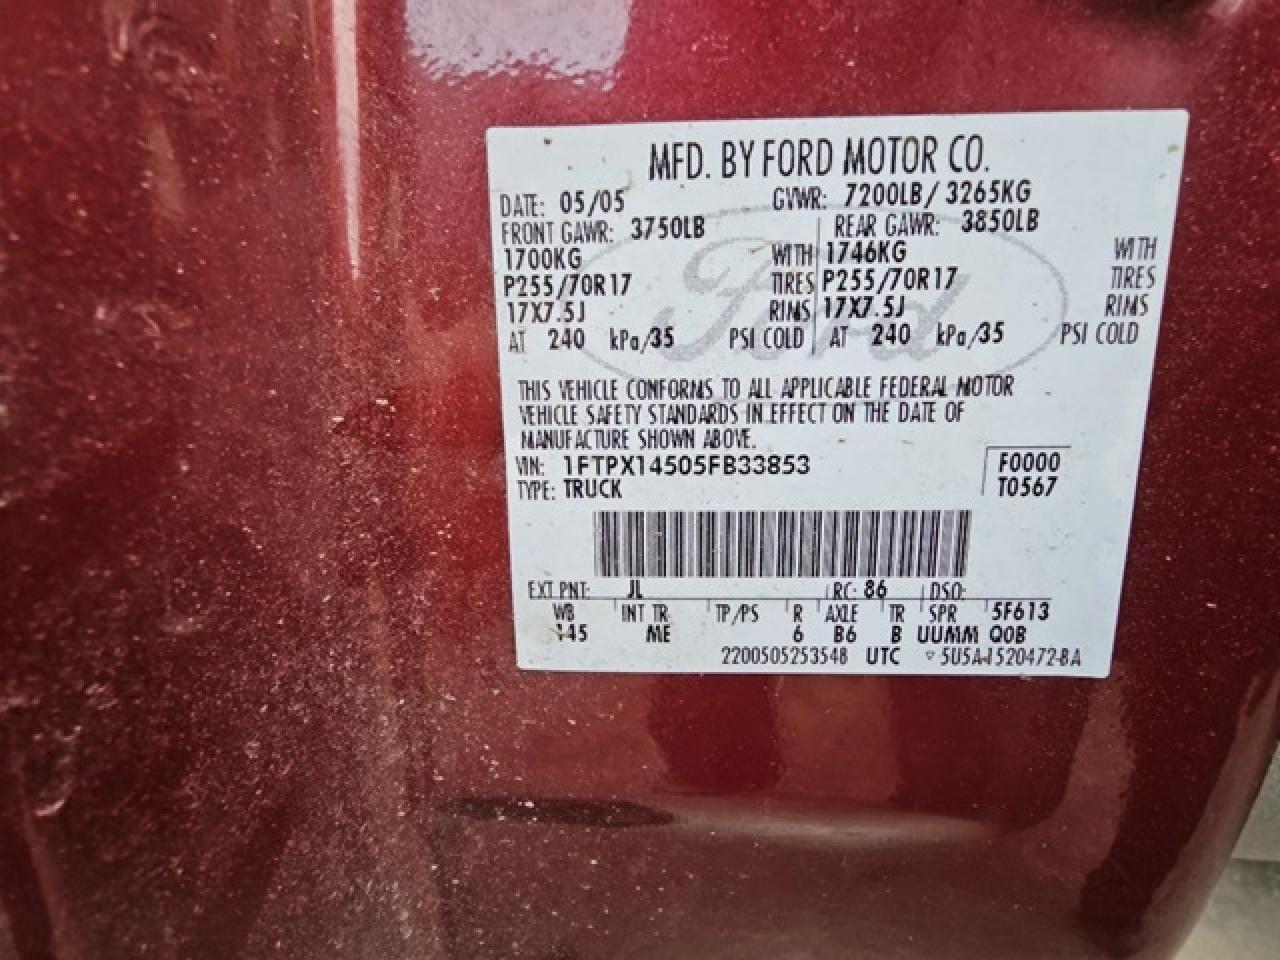 MFD. BY FORD MOTOR CO.
DATE: 05/05 GVWR: 7200LB/ 3265KG
FRONT GAWR: 3750LB REAR GAWR: 3850LB
1700KG WITH 1746KG WITH
P255/70R17 TIRES P255/70R17 TIRES
17X7.5J RIMS 17X7.5J RIMS
AT 240 kPa/35 PSI COLD AT 240 kPa/35 PSI COLD
Ford
THIS VEHICLE CONFORMS TO ALL APPLICABLE FEDERAL MOTOR
VEHICLE SAFETY STANDARDS IN EFFECT ON THE DATE OF
MANUFACTURE SHOWN ABOVE.
VIN: 1FTPX14505FB33853 F0000
TYPE: TRUCK T0567
EXT PNT: JL RC: 86 DSO:
WB INT TR TP/PS R AXLE TR SPR 5F613
145 ME 6 B6 B UUMM Q0B
2200505253548 UTC ▽ 5U5A-1520472-BA